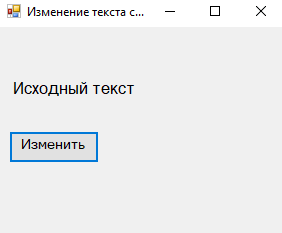 Изменение текста с...
Исходный текст
Изменить